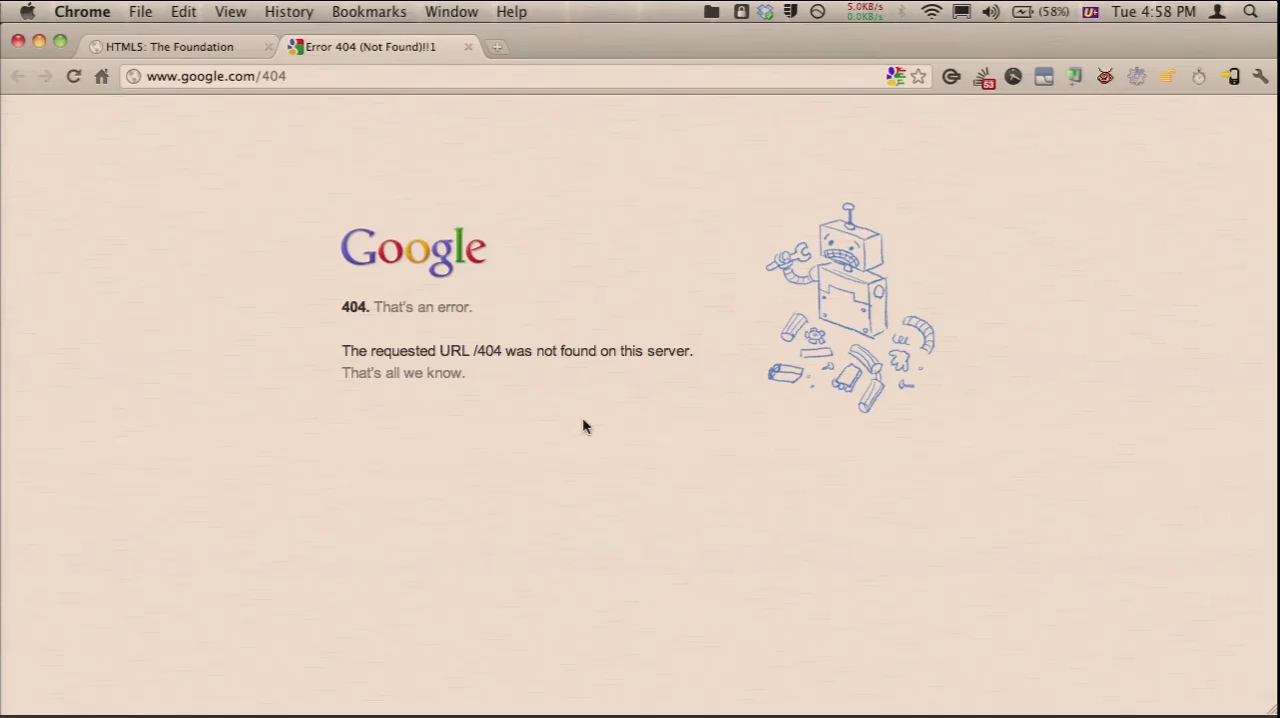 Chrome File Edit View History Bookmarks Window Help 5.0KB/s 0.0KB/s (58%) Tue 4:58 PM
HTML5: The Foundation Error 404 (Not Found)!!1
www.google.com/404 53
Google
404. That's an error.
The requested URL /404 was not found on this server.
That's all we know.